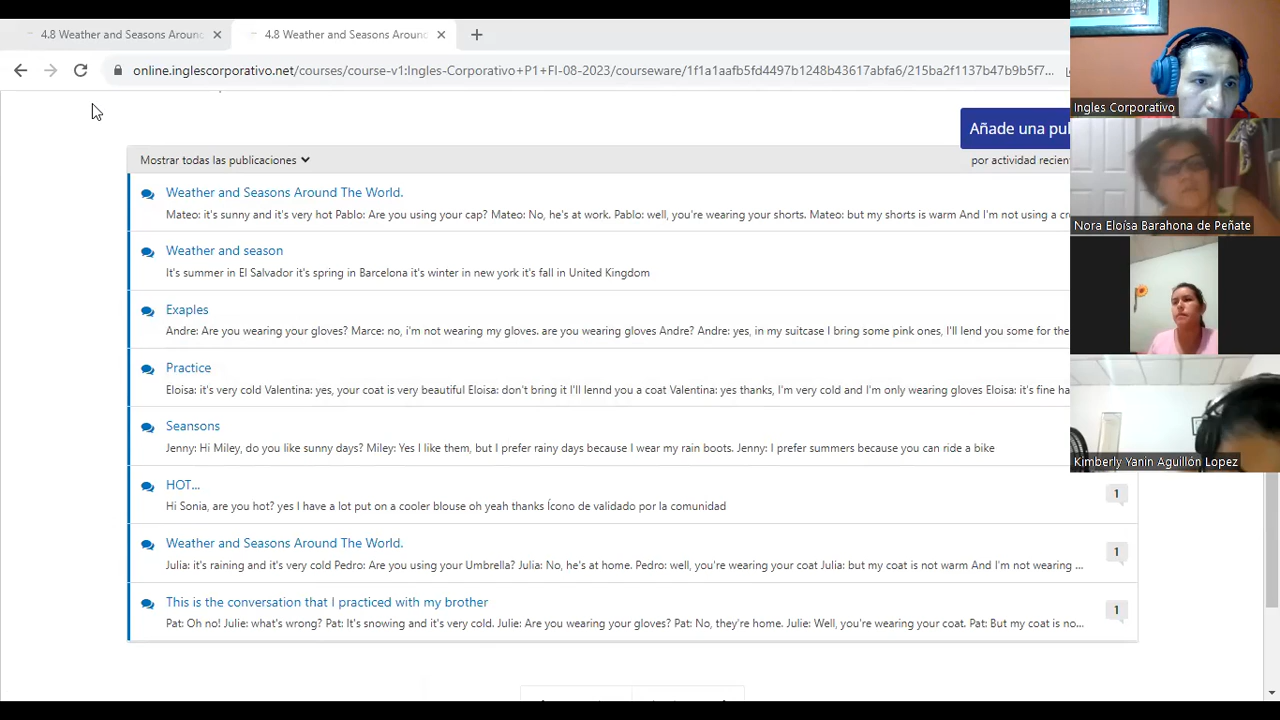 4.8 Weather and Seasons Aroun
4.8 Weather and Seasons Aroun
online.inglescorporativo.net/courses/course-v1:Ingles-Corporativo+P1+FI-08-2023/courseware/1f1a1aafb5fd4497b1248b43617abfad/215ba2f1137b47b9b5f7...
Añade una pul
Mostrar todas las publicaciones
por actividad recient
Weather and Seasons Around The World.
Mateo: it's sunny and it's very hot Pablo: Are you using your cap? Mateo: No, he's at work. Pablo: well, you're wearing your shorts. Mateo: but my shorts is warm And I'm not using a cr
Weather and season
It's summer in El Salvador it's spring in Barcelona it's winter in new york it's fall in United Kingdom
Exaples
Andre: Are you wearing your gloves? Marce: no, i'm not wearing my gloves. are you wearing gloves Andre? Andre: yes, in my suitcase I bring some pink ones, I'll lend you some for the
Practice
Eloisa: it's very cold Valentina: yes, your coat is very beautiful Eloisa: don't bring it I'll lennd you a coat Valentina: yes thanks, I'm very cold and I'm only wearing gloves Eloisa: it's fine ha
Seansons
Jenny: Hi Miley, do you like sunny days? Miley: Yes I like them, but I prefer rainy days because I wear my rain boots. Jenny: I prefer summers because you can ride a bike
HOT...
Hi Sonia, are you hot? yes I have a lot put on a cooler blouse oh yeah thanks Ícono de validado por la comunidad
1
Weather and Seasons Around The World.
Julia: it's raining and it's very cold Pedro: Are you using your Umbrella? Julia: No, he's at home. Pedro: well, you're wearing your coat Julia: but my coat is not warm And I'm not wearing ...
1
This is the conversation that I practiced with my brother
Pat: Oh no! Julie: what's wrong? Pat: It's snowing and it's very cold. Julie: Are you wearing your gloves? Pat: No, they're home. Julie: Well, you're wearing your coat. Pat: But my coat is no...
1
Ingles Corporativo
Nora Eloísa Barahona de Peñate
Kimberly Yanin Aguillón Lopez